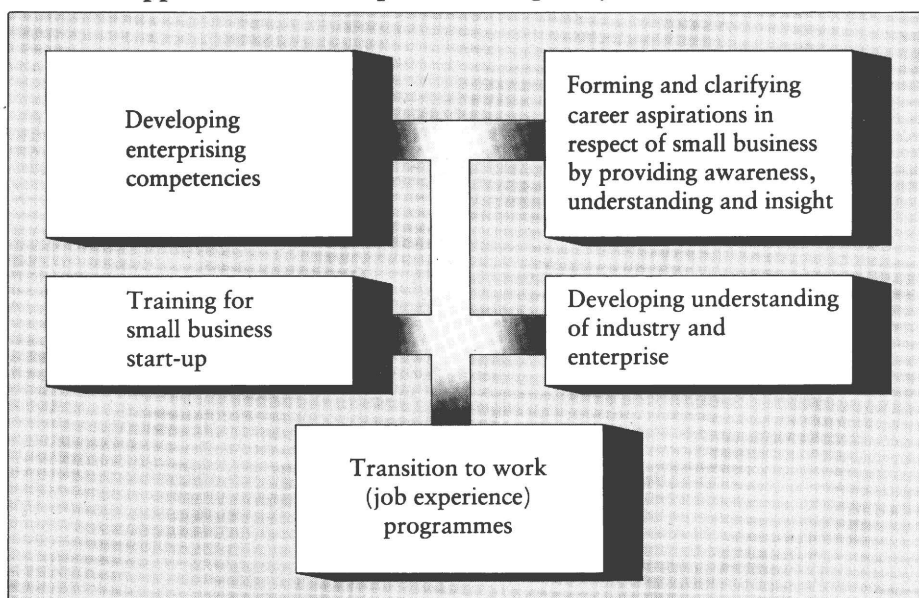 Developing
enterprising
competencies
Forming and clarifying
career aspirations in
respect of small business
by providing awareness,
understanding and insight
Training for
small business
start-up
Developing understanding
of industry and
enterprise
Transition to work
(job experience)
programmes